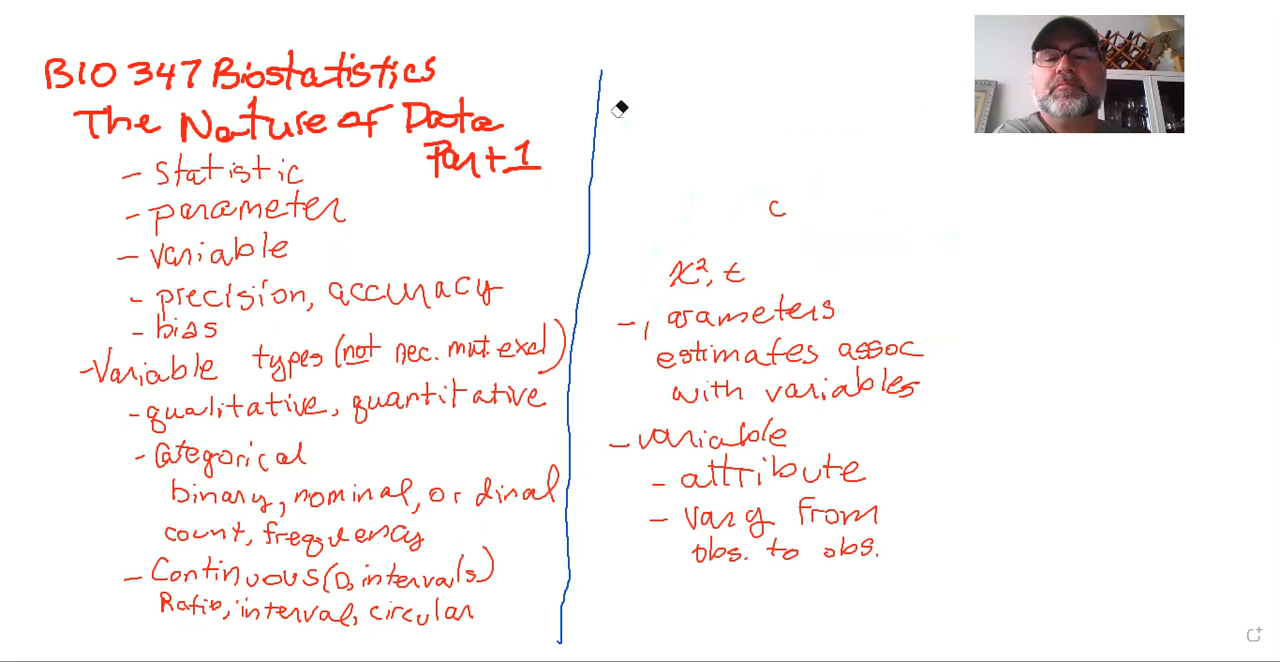 BIO 347 Biostatistics
The Nature of Data
Part 1
- statistic
- parameter
- variable
- precision, accuracy
- bias
- Variable types (not nec. mut. excl)
- qualitative, quantitative
- Categorical
binary, nominal, ordinal
count, frequency
- Continuous (0, intervals)
Ratio, interval, circular
c
x², t
- arameters
estimates assoc
with variables
- variable
- attribute
- vary from
obs. to obs.